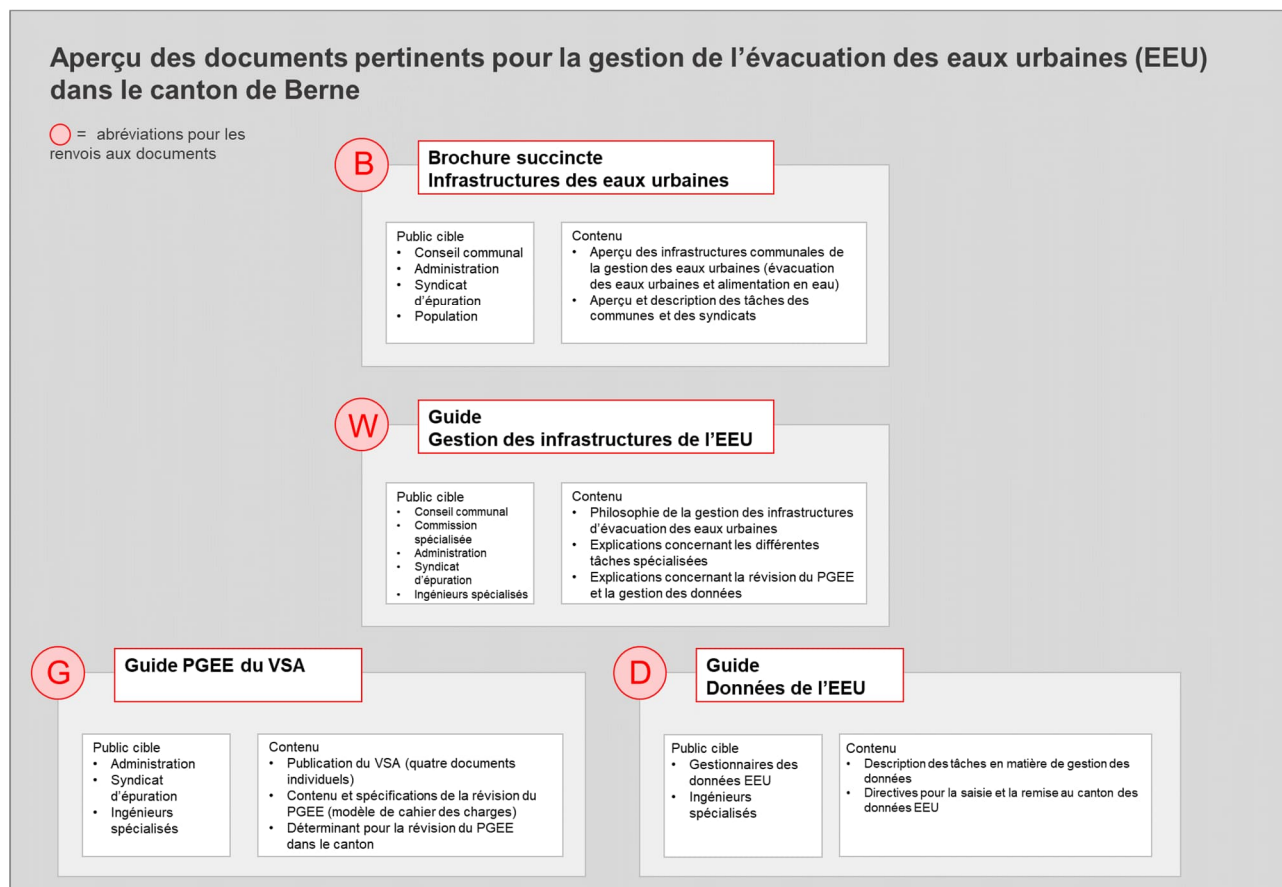 Aperçu des documents pertinents pour la gestion de l’évacuation des eaux urbaines (EEU)
dans le canton de Berne
= abréviations pour les
renvois aux documents
B
Brochure succincte
Infrastructures des eaux urbaines
Public cible
• Conseil communal
• Administration
• Syndicat
d’épuration
• Population
Contenu
• Aperçu des infrastructures communales de
la gestion des eaux urbaines (évacuation
des eaux urbaines et alimentation en eau)
• Aperçu et description des tâches des
communes et des syndicats
W
Guide
Gestion des infrastructures de l’EEU
Public cible
• Conseil communal
• Commission
spécialisée
• Administration
• Syndicat
d’épuration
• Ingénieurs spécialisés
Contenu
• Philosophie de la gestion des infrastructures
d’évacuation des eaux urbaines
• Explications concernant les différentes
tâches spécialisées
• Explications concernant la révision du PGEE
et la gestion des données
G
Guide PGEE du VSA
Public cible
• Administration
• Syndicat
d’épuration
• Ingénieurs
spécialisés
Contenu
• Publication du VSA (quatre documents
individuels)
• Contenu et spécifications de la révision du
PGEE (modèle de cahier des charges)
• Déterminant pour la révision du PGEE
dans le canton
D
Guide
Données de l’EEU
Public cible
• Gestionnaires des
données EEU
• Ingénieurs
spécialisés
Contenu
• Description des tâches en matière de gestion des
données
• Directives pour la saisie et la remise au canton des
données EEU